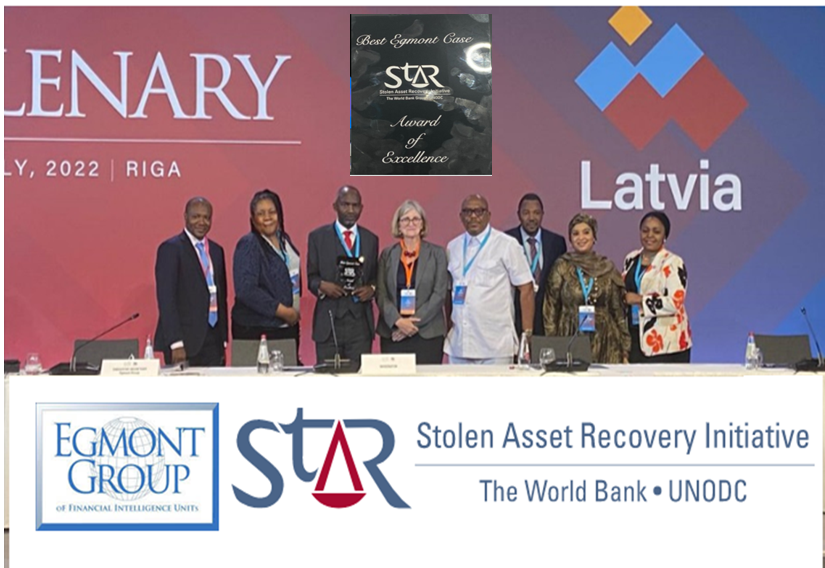 LENARY
LY, 2022 | RIGA
Best Egmont Case
StAR
Stolen Asset Recovery Initiative
The World Bank • UNODC
Award
of
Excellence
Latvia
EGMONT
GROUP
OF FINANCIAL INTELLIGENCE UNITS
StAR
Stolen Asset Recovery Initiative
The World Bank • UNODC